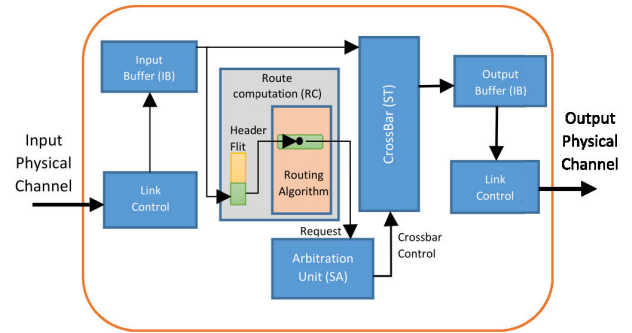 Input
Physical
Channel
Input
Buffer (IB)
Link
Control
Route
computation (RC)
Header
Flit
Routing
Algorithm
Request
Arbitration
Unit (SA)
CrossBar (ST)
Crossbar
Control
Output
Buffer (IB)
Link
Control
Output
Physical
Channel